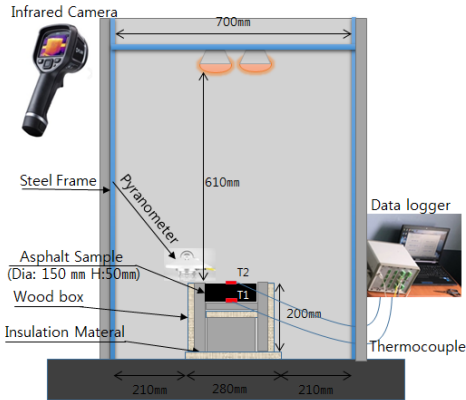 Infrared Camera
700mm
610mm
Steel Frame
Pyranometer
Data logger
Asphalt Sample
(Dia: 150 mm H:50mm)
T2
T1
Wood box
200mm
Insulation Materal
Thermocouple
210mm
280mm
210mm